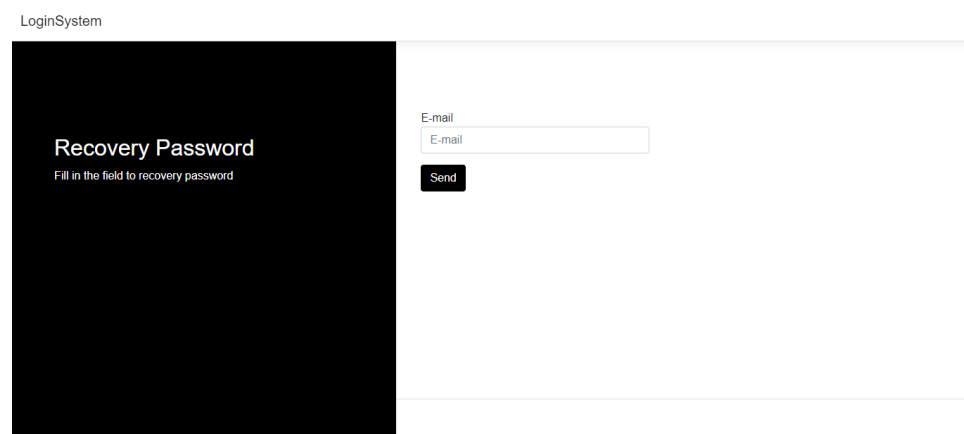 LoginSystem
Recovery Password
Fill in the field to recovery password
E-mail
E-mail
Send